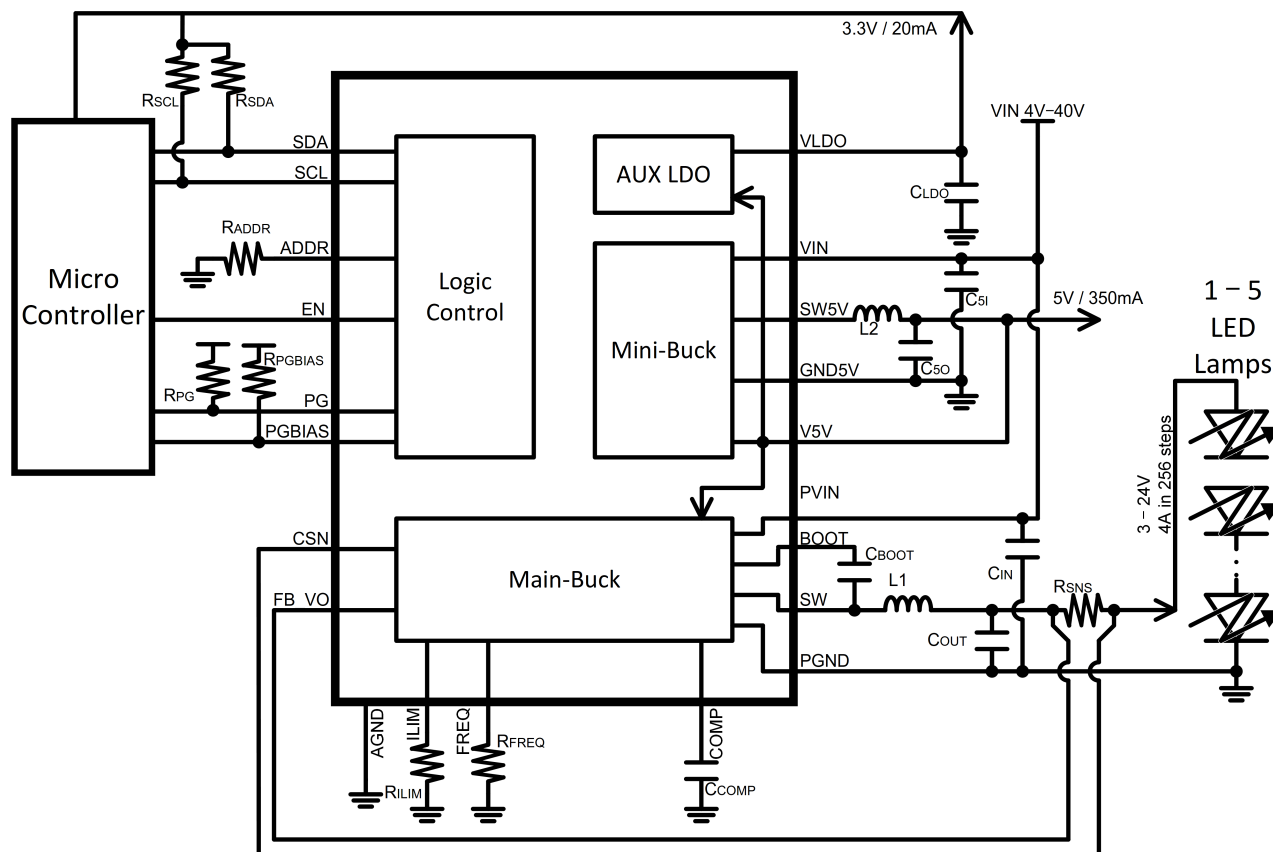 3.3V / 20mA
RSCL
RSDA
VIN 4V–40V
SDA
SCL
VLDO
AUX LDO
CLDO
RADDR
ADDR
VIN
Micro
Controller
Logic
Control
EN
Mini-Buck
C5I
SW5V
L2
5V / 350mA
C5O
GND5V
1 – 5
LED
Lamps
RPGBIAS
RPG
PG
PGBIAS
V5V
3 – 24V
4A in 256 steps
PVIN
CSN
BOOT
CBOOT
Main-Buck
L1
CIN
RSNS
FB VO
SW
COUT
PGND
AGND
ILIM
FREQ
RFREQ
COMP
RILIM
CCOMP